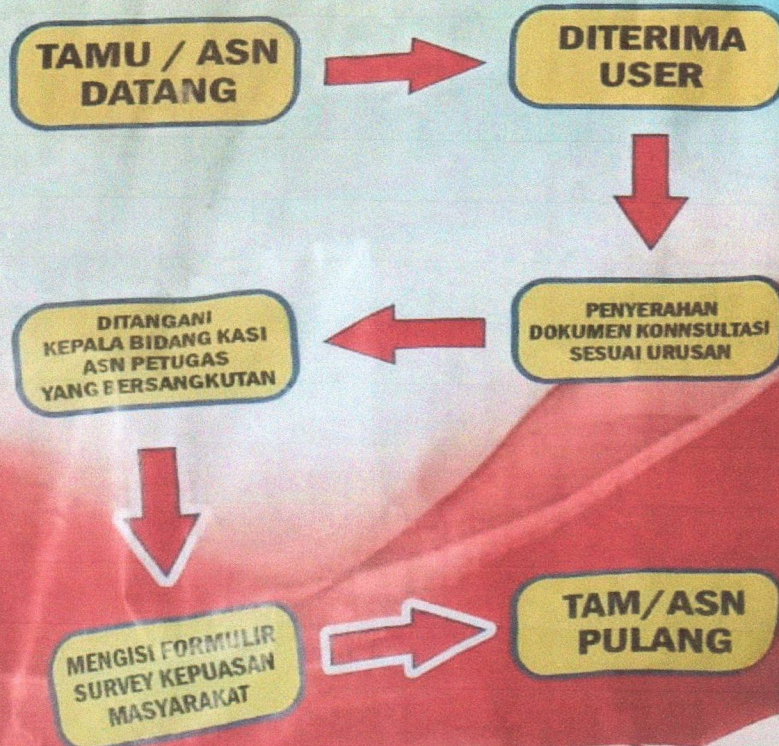 TAMU / ASN
DATANG
DITERIMA
USER
PENYERAHAN
DOKUMEN KONNSULTASI
SESUAI URUSAN
DITANGANI
KEPALA BIDANG KASI
ASN PETUGAS
YANG BERSANGKUTAN
MENGISI FORMULIR
SURVEY KEPUASAN
MASYARAKAT
TAM/ASN
PULANG